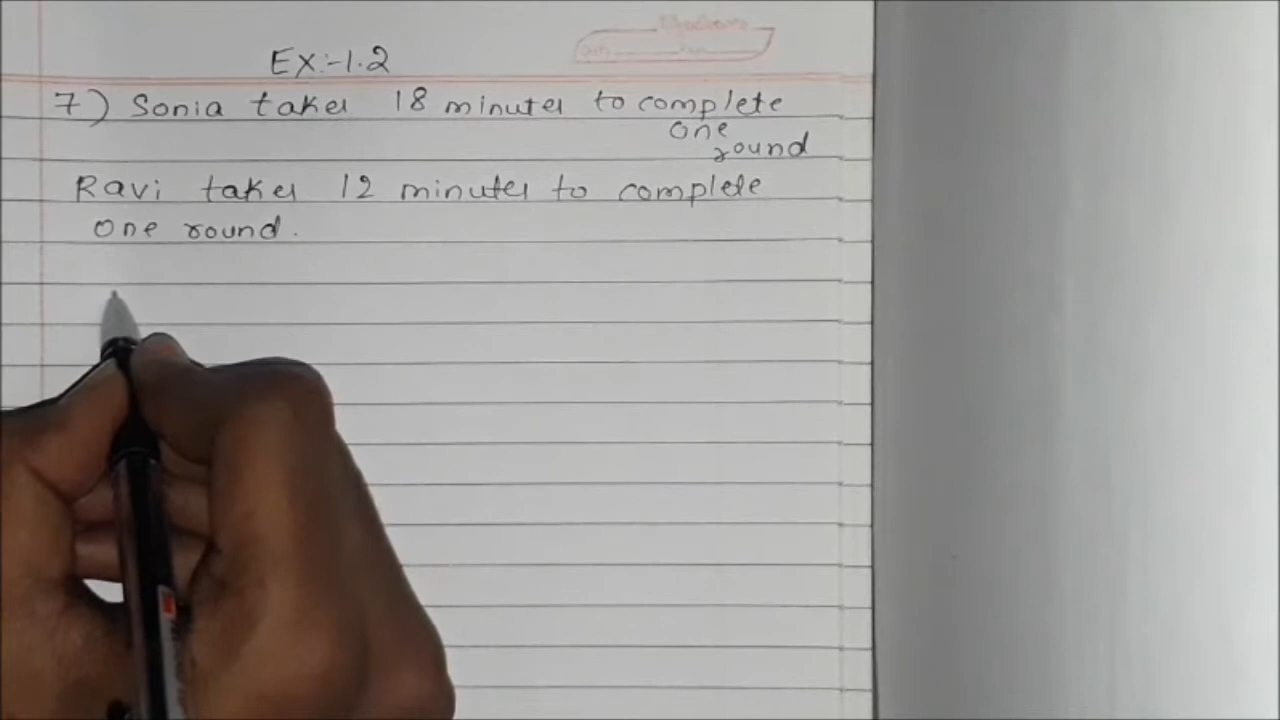 Ex:-1.2
7) Sonia takes 18 minutes to complete
one
round
Ravi takes 12 minutes to complete
one round.